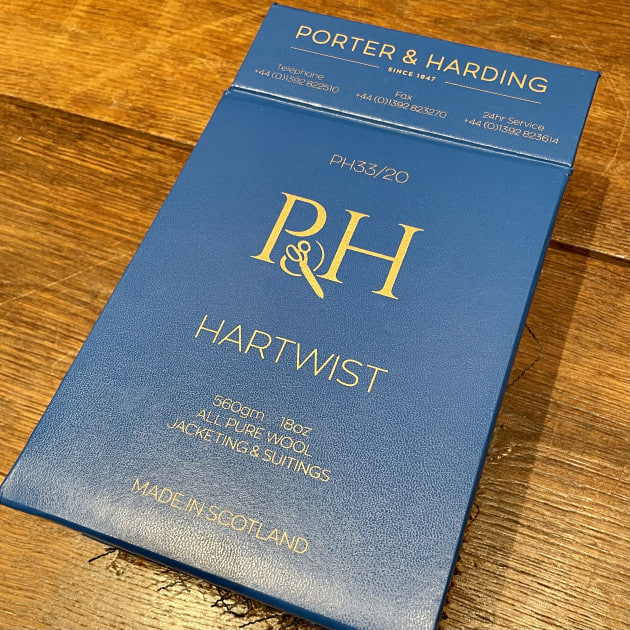 PORTER & HARDING
SINCE 1947
Telephone
+44 (0)1392 822510
Fax
+44 (0)1392 823270
24hr Service
+44 (0)1392 823614
PH33/20
P&H
HARTWIST
560gm 18oz
ALL PURE WOOL
JACKETING & SUITINGS
MADE IN SCOTLAND